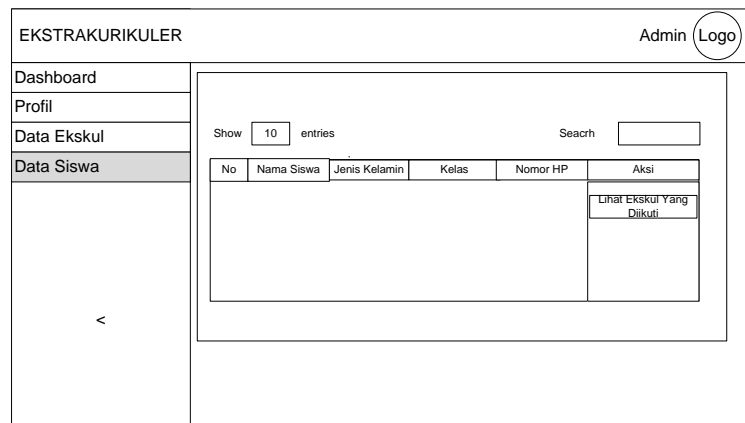 EKSTRAKURIKULER
Admin Logo
Dashboard
Profil
Data Ekskul
Data Siswa
<
Show 10 entries Seacrh
No Nama Siswa Jenis Kelamin Kelas Nomor HP Aksi
Lihat Ekskul Yang
Diikuti